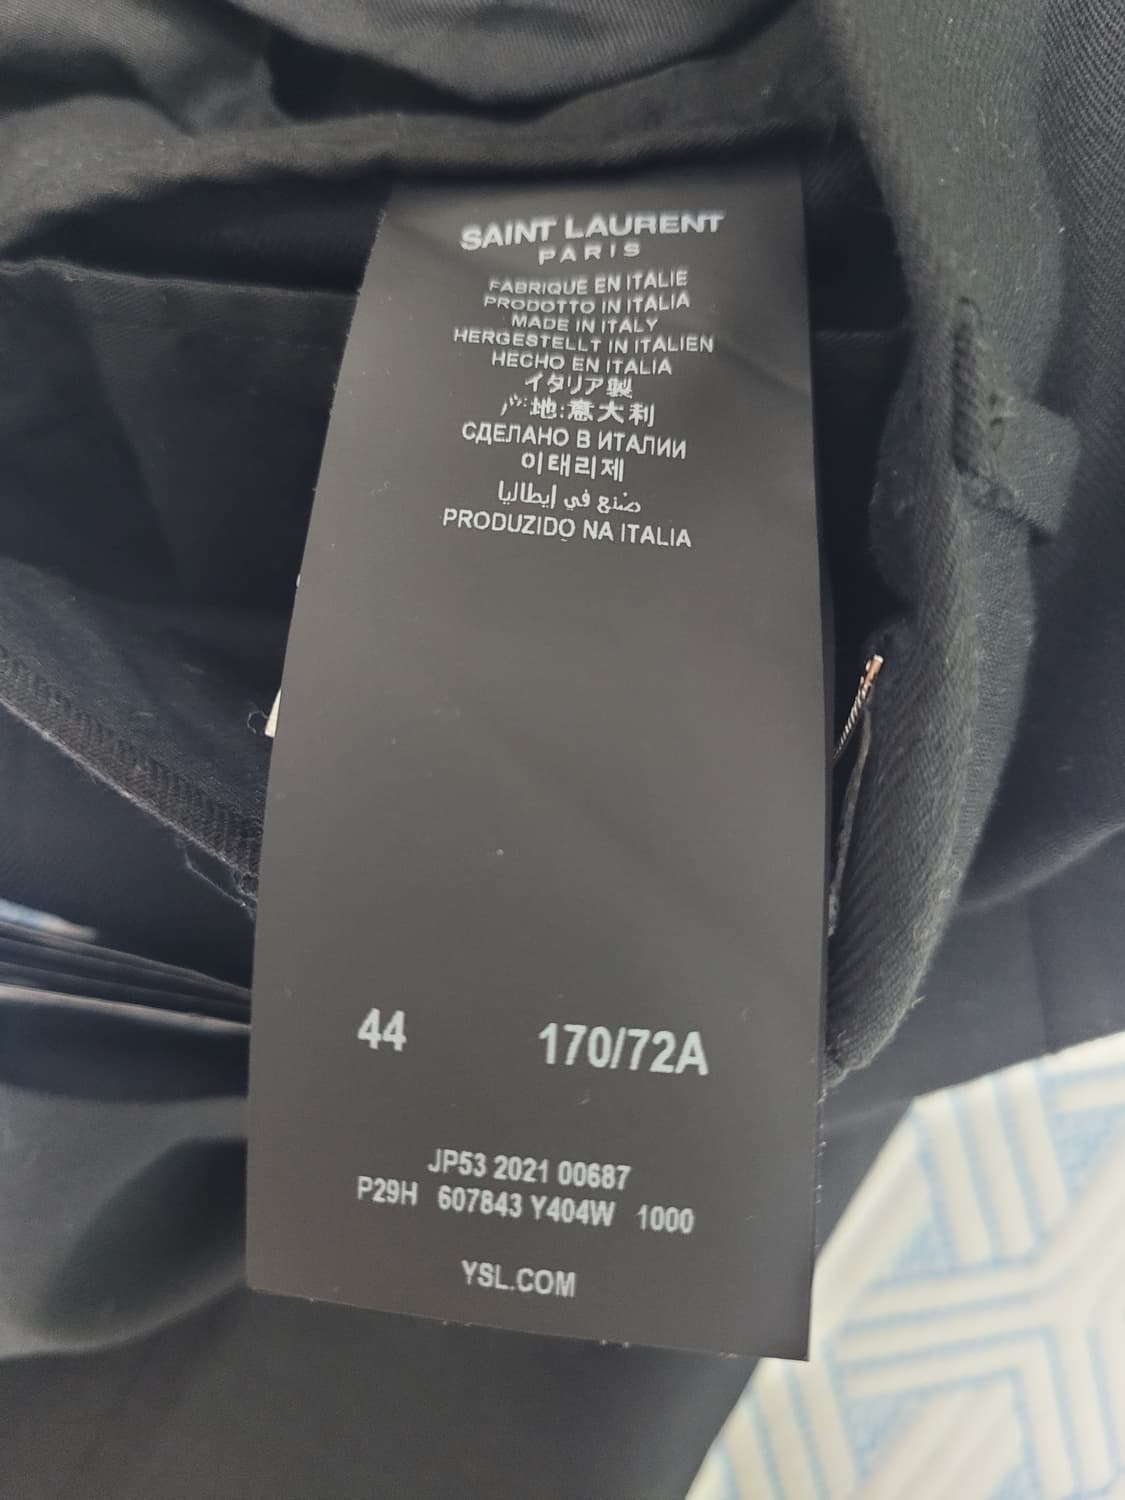 SAINT LAURENT
PARIS
FABRIQUE EN ITALIE
PRODOTTO IN ITALIA
MADE IN ITALY
HERGESTELLT IN ITALIEN
HECHO EN ITALIA
イタリア製
产地:意大利
СДЕЛАНО В ИТАЛИИ
이태리제
صنع في إيطاليا
PRODUZIDO NA ITALIA
44 170/72A
JP53 2021 00687
P29H 607843 Y404W 1000
YSL.COM